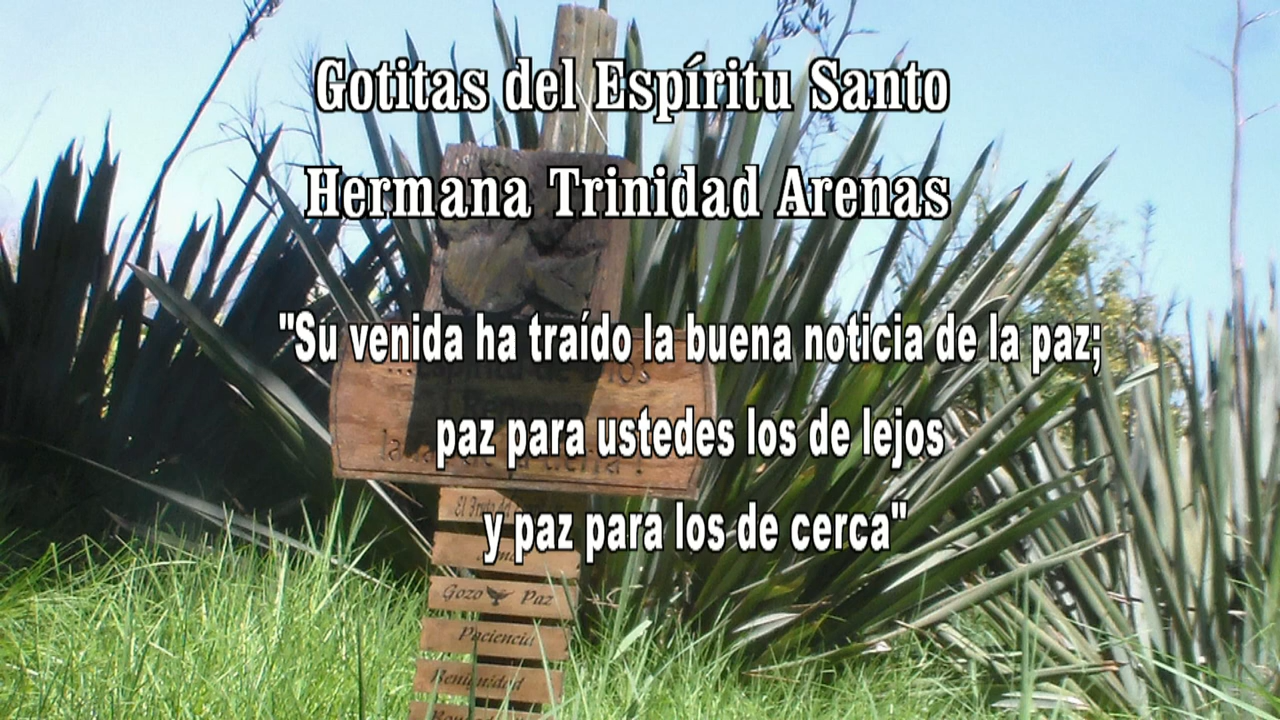 Gotitas del Espíritu Santo
Hermana Trinidad Arenas
"Su venida ha traído la buena noticia de la paz;
paz para ustedes los de lejos
y paz para los de cerca"
El
Gozo Paz
Paciencia
Benignidad